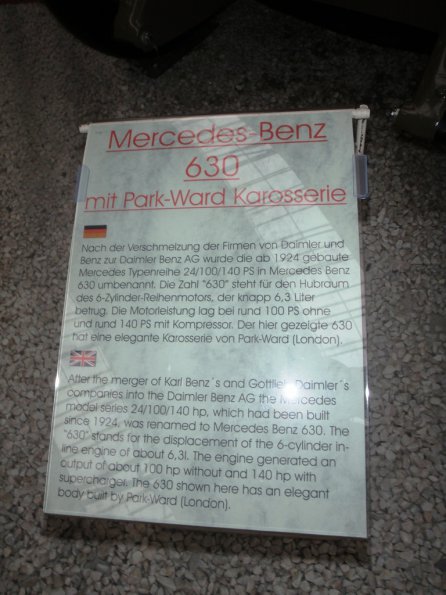 Mercedes-Benz
630
mit Park-Ward Karosserie
Nach der Verschmelzung der Firmen von Daimler und
Benz zur Daimler Benz AG wurde die ab 1924 gebaute
Mercedes Typenreihe 24/100/140 PS in Mercedes Benz
630 umbenannt. Die Zahl "630" steht für den Hubraum
des 6-Zylinder-Reihenmotors, der knapp 6,3 Liter
betrug. Die Motorleistung lag bei rund 100 PS ohne
und rund 140 PS mit Kompressor. Der hier gezeigte 630
hat eine elegante Karosserie von Park-Ward (London).
After the merger of Karl Benz´s and Gottlieb Daimler´s
companies into the Daimler Benz AG the Mercedes
model series 24/100/140 hp, which had been built
since 1924, was renamed to Mercedes Benz 630. The
"630" stands for the displacement of the 6-cylinder in-
line engine of about 6,3l. The engine generated an
output of about 100 hp without and 140 hp with
supercharger. The 630 shown here has an elegant
body built by Park-Ward (London).